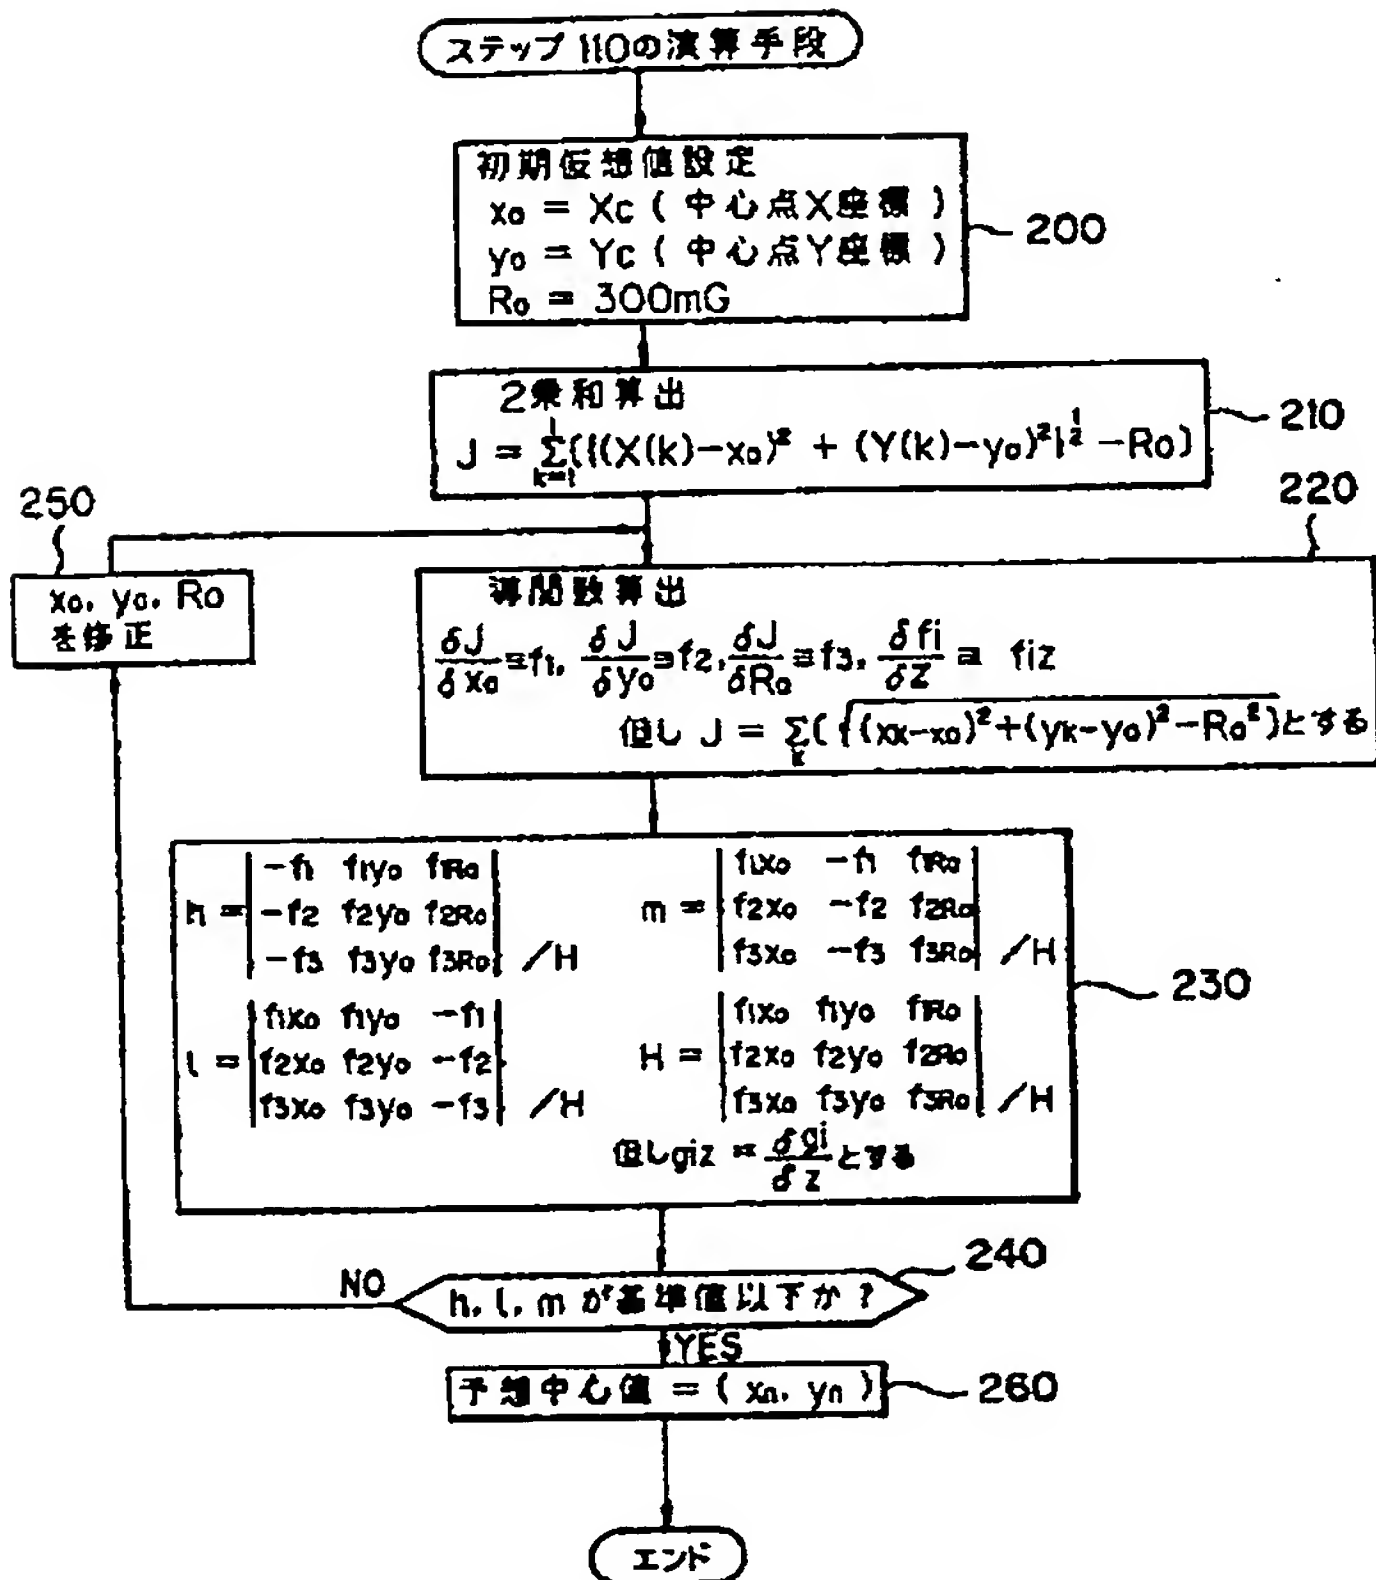 ステップ 110の演算手段
初期仮想値設定
x₀ = Xc ( 中心点X座標 )
y₀ = Yc ( 中心点Y座標 )
R₀ = 300mG
200
2乗和算出
J = Σ k=1 l {{(X(k)-x₀)² + (Y(k)-y₀)²}^½ - R₀}
210
250
x₀, y₀, R₀
を修正
220
導関数算出
δJ/δx₀ ≡ f₁, δJ/δy₀ ≡ f₂, δJ/δR₀ ≡ f₃, δfi/δZ ≡ fiz
但し J = Σ k (√((xk-x₀)²+(yk-y₀)²-R₀²))とする
h = |-f₁ f₁y₀ f₁R₀|
|-f₂ f₂y₀ f₂R₀|
|-f₃ f₃y₀ f₃R₀| /H
m = |f₁x₀ -f₁ f₁R₀|
|f₂x₀ -f₂ f₂R₀|
|f₃x₀ -f₃ f₃R₀| /H
l = |f₁x₀ f₁y₀ -f₁|
|f₂x₀ f₂y₀ -f₂|
|f₃x₀ f₃y₀ -f₃| /H
H = |f₁x₀ f₁y₀ f₁R₀|
|f₂x₀ f₂y₀ f₂R₀|
|f₃x₀ f₃y₀ f₃R₀| /H
但しgiz = δgi/δz とする
230
h, l, m が基準値以下か?
240
NO
YES
予想中心値 = ( xn, yn )
260
エンド